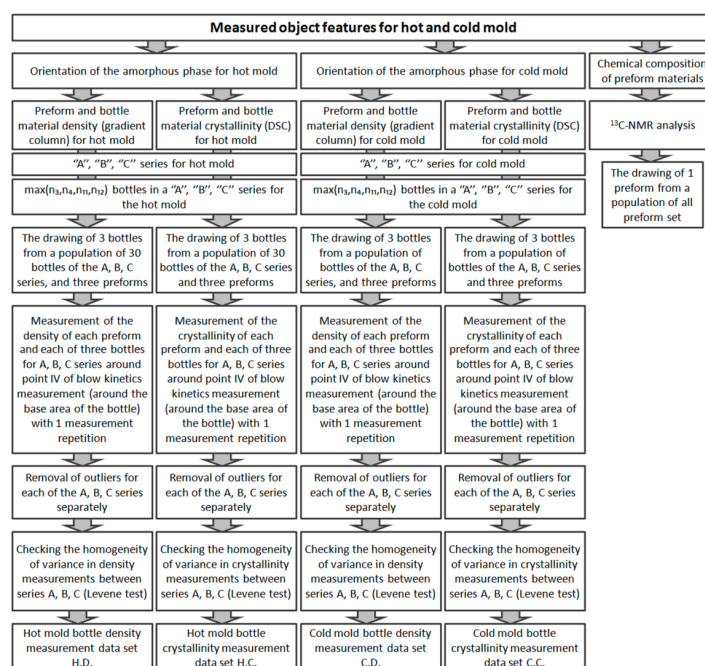 Measured object features for hot and cold mold
Orientation of the amorphous phase for hot mold
Orientation of the amorphous phase for cold mold
Chemical composition
of preform materials
Preform and bottle
material density (gradient
column) for hot mold
Preform and bottle
material crystallinity (DSC)
for hot mold
Preform and bottle
material density (gradient
column) for cold mold
Preform and bottle
material crystallinity (DSC)
for cold mold
¹³C-NMR analysis
“A”, “B”, “C” series for hot mold
“A”, “B”, “C” series for cold mold
The drawing of 1
preform from a
population of all
preform set
max(n₃,n₄,n₁₁,n₁₂) bottles in a “A”, “B”, “C” series for
the hot mold
max(n₃,n₄,n₁₁,n₁₂) bottles in a “A”, “B”, “C” series for
the cold mold
The drawing of 3 bottles
from a population of 30
bottles of the A, B, C
series, and three preforms
The drawing of 3 bottles
from a population of 30
bottles of the A, B, C series
and three preforms
The drawing of 3 bottles
from a population of
bottles of the A, B, C
series, and three preforms
The drawing of 3 bottles
from a population of
bottles of the A, B, C series
and three preforms
Measurement of the
density of each preform
and each of three bottles
for A, B, C series around
point IV of blow kinetics
measurement (around the
base area of the bottle)
with 1 measurement
repetition
Measurement of the
crystallinity of each
preform and each of three
bottles for A, B, C series
around point IV of blow
kinetics measurement
(around the base area of
the bottle) with 1
measurement repetition
Measurement of the
density of each preform
and each of three bottles
for A, B, C series around
point IV of blow kinetics
measurement (around the
base area of the bottle)
with 1 measurement
repetition
Measurement of the
crystallinity of each
preform and each of three
bottles for A, B, C series
around point IV of blow
kinetics measurement
(around the base area of
the bottle) with 1
measurement repetition
Removal of outliers for
each of the A, B, C series
separately
Removal of outliers for
each of the A, B, C series
separately
Removal of outliers for
each of the A, B, C series
separately
Removal of outliers for
each of the A, B, C series
separately
Checking the homogeneity
of variance in density
measurements between
series A, B, C (Levene test)
Checking the homogeneity
of variance in crystallinity
measurements between
series A, B, C (Levene test)
Checking the homogeneity
of variance in density
measurements between
series A, B, C (Levene test)
Checking the homogeneity
of variance in crystallinity
measurements between
series A, B, C (Levene test)
Hot mold bottle density
measurement data set
H.D.
Hot mold bottle
crystallinity measurement
data set H.C.
Cold mold bottle density
measurement data set
C.D.
Cold mold bottle
crystallinity measurement
data set C.C.